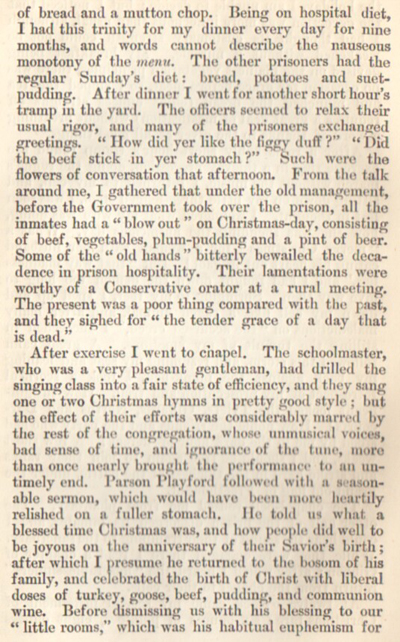 of bread and a mutton chop. Being on hospital diet,
I had this trinity for my dinner every day for nine
months, and words cannot describe the nauseous
monotony of the menu. The other prisoners had the
regular Sunday's diet: bread, potatoes and suet-
pudding. After dinner I went for another short hour's
tramp in the yard. The officers seemed to relax their
usual rigor, and many of the prisoners exchanged
greetings. "How did yer like the figgy duff?" "Did
the beef stick in yer stomach?" Such were the
flowers of conversation that afternoon. From the talk
around me, I gathered that under the old management,
before the Government took over the prison, all the
inmates had a "blow out" on Christmas-day, consisting
of beef, vegetables, plum-pudding and a pint of beer.
Some of the "old hands" bitterly bewailed the deca-
dence in prison hospitality. Their lamentations were
worthy of a Conservative orator at a rural meeting.
The present was a poor thing compared with the past,
and they sighed for "the tender grace of a day that
is dead."
After exercise I went to chapel. The schoolmaster,
who was a very pleasant gentleman, had drilled the
singing class into a fair state of efficiency, and they sang
one or two Christmas hymns in pretty good style; but
the effect of their efforts was considerably marred by
the rest of the congregation, whose unmusical voices,
bad sense of time, and ignorance of the tune, more
than once nearly brought the performance to an un-
timely end. Parson Playford followed with a season-
able sermon, which would have been more heartily
relished on a fuller stomach. He told us what a
blessed time Christmas was, and how people did well to
be joyous on the anniversary of their Savior's birth;
after which I presume he returned to the bosom of his
family, and celebrated the birth of Christ with liberal
doses of turkey, goose, beef, pudding, and communion
wine. Before dismissing us with his blessing to our
"little rooms," which was his habitual euphemism for